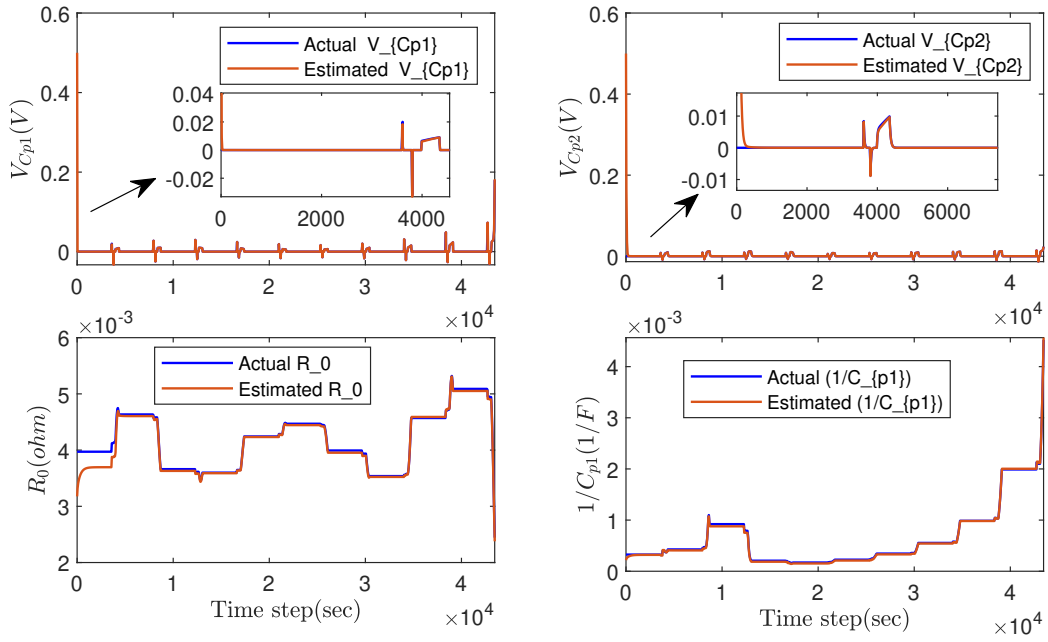 Actual V_{Cp1}
Estimated V_{Cp1}
V_{Cp1}(V)
0.6
0.4
0.2
0
0.04
0.02
0
-0.02
0 2000 4000
0 1 2 3 4
×10^4
Actual V_{Cp2}
Estimated V_{Cp2}
V_{Cp2}(V)
0.6
0.4
0.2
0
0.01
0
-0.01
0 2000 4000 6000
0 1 2 3 4
×10^4
×10^{-3}
Actual R_0
Estimated R_0
R_0(ohm)
6
5
4
3
2
0 1 2 3 4
Time step(sec)
×10^4
×10^{-3}
Actual (1/C_{p1})
Estimated (1/C_{p1})
1/C_{p1}(1/F)
4
3
2
1
0
0 1 2 3 4
Time step(sec)
×10^4